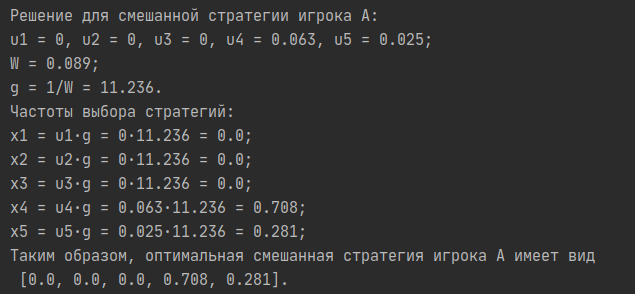 Решение для смешанной стратегии игрока А:
u1 = 0, u2 = 0, u3 = 0, u4 = 0.063, u5 = 0.025;
W = 0.089;
g = 1/W = 11.236.
Частоты выбора стратегий:
x1 = u1·g = 0·11.236 = 0.0;
x2 = u2·g = 0·11.236 = 0.0;
x3 = u3·g = 0·11.236 = 0.0;
x4 = u4·g = 0.063·11.236 = 0.708;
x5 = u5·g = 0.025·11.236 = 0.281;
Таким образом, оптимальная смешанная стратегия игрока А имеет вид
[0.0, 0.0, 0.0, 0.708, 0.281].